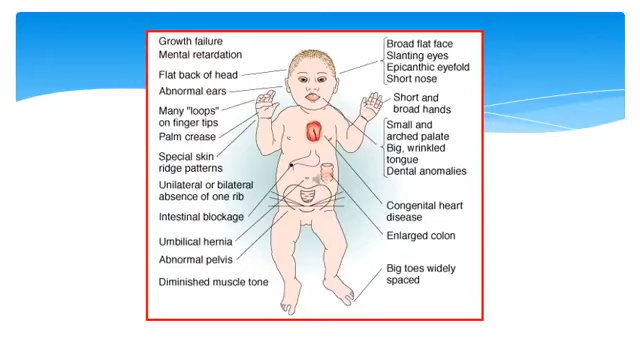 Growth failure
Mental retardation
Flat back of head
Abnormal ears
Many "loops"
on finger tips
Palm crease
Special skin
ridge patterns
Unilateral or bilateral
absence of one rib
Intestinal blockage
Umbilical hernia
Abnormal pelvis
Diminished muscle tone
Broad flat face
Slanting eyes
Epicanthic eyefold
Short nose
Short and
broad hands
Small and
arched palate
Big, wrinkled
tongue
Dental anomalies
Congenital heart
disease
Enlarged colon
Big toes widely
spaced